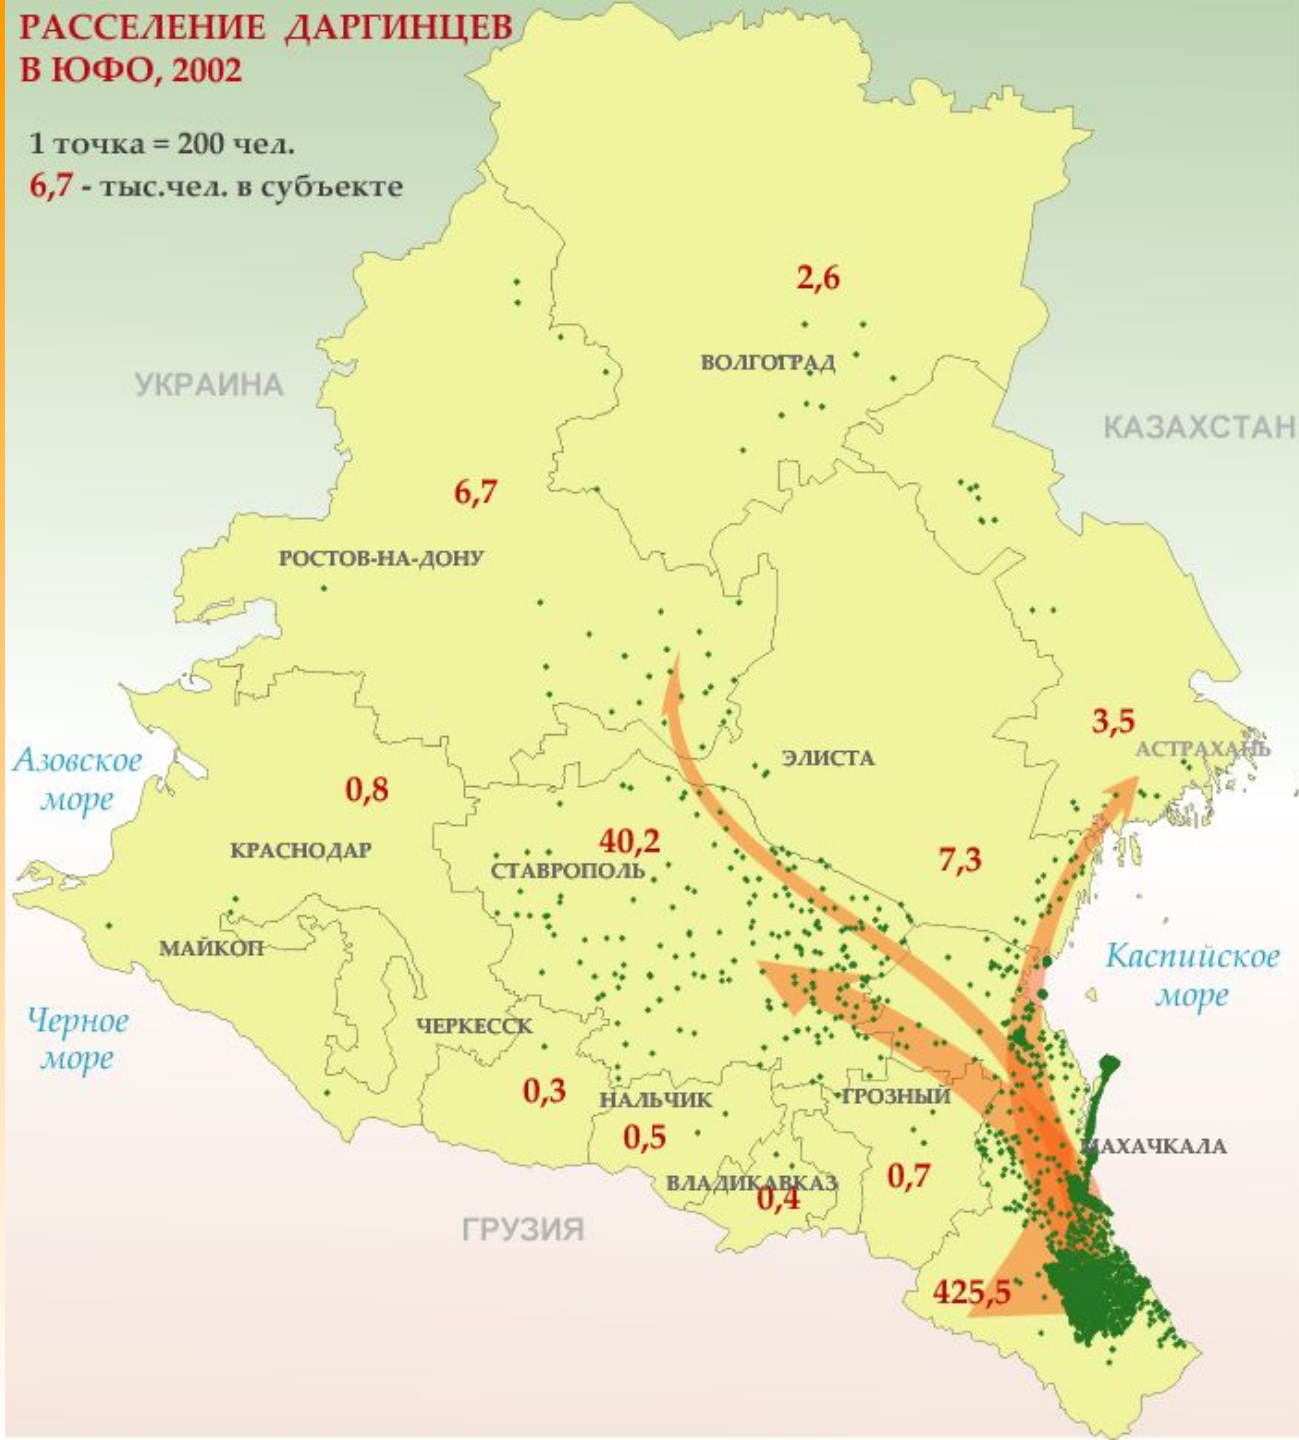 РАССЕЛЕНИЕ ДАРГИНЦЕВ
В ЮФО, 2002
1 точка = 200 чел.
6,7 - тыс.чел. в субъекте
2,6
ВОЛГОГРАД
УКРАИНА
КАЗАХСТАН
6,7
РОСТОВ-НА-ДОНУ
3,5
АСТРАХАНЬ
Азовское
море
ЭЛИСТА
0,8
КРАСНОДАР
40,2
СТАВРОПОЛЬ
7,3
МАЙКОП
Каспийское
море
Черное
море
ЧЕРКЕССК
0,3
НАЛЬЧИК
0,5
ГРОЗНЫЙ
МАХАЧКАЛА
ВЛАДИКАВКАЗ
0,4
0,7
ГРУЗИЯ
425,5